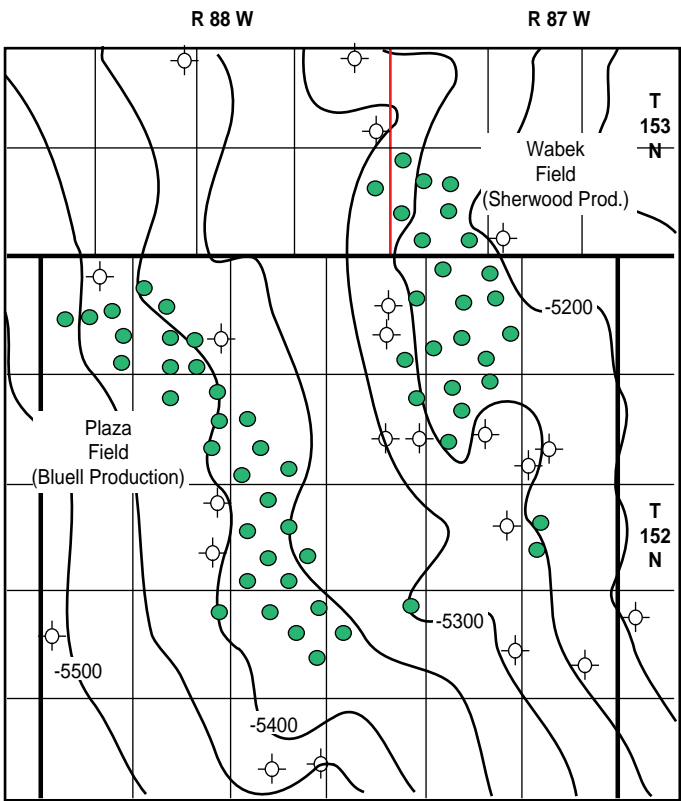 R 88 W
R 87 W
T
153
N
Wabek
Field
(Sherwood Prod.)
-5200
Plaza
Field
(Bluell Production)
T
152
N
-5300
-5500
-5400